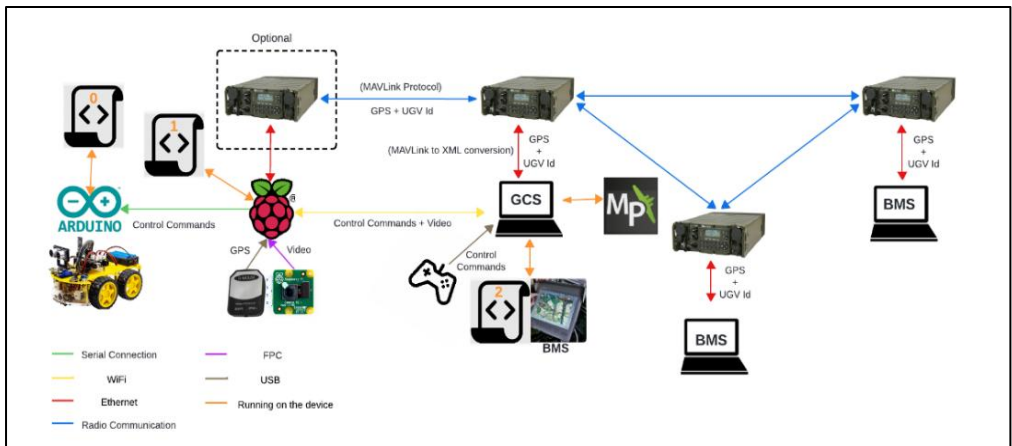 Optional
(MAVLink Protocol)
GPS + UGV Id
0
1
(MAVLink to XML conversion)
GPS
+
UGV Id
GPS
+
UGV Id
GCS
MP
BMS
ARDUINO
Control Commands
Control Commands + Video
GPS
Video
Control
Commands
2
BMS
GPS
+
UGV Id
BMS
Serial Connection
WiFi
Ethernet
Radio Communication
FPC
USB
Running on the device